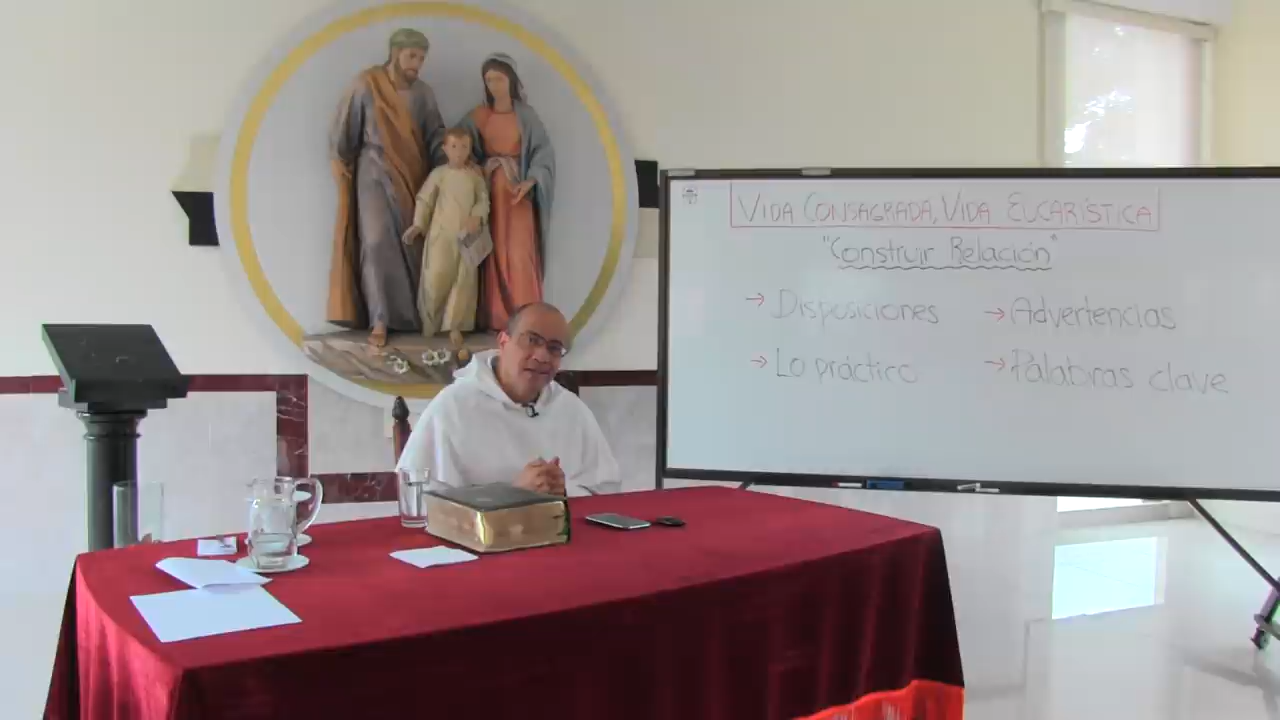 VIDA CONSAGRADA, VIDA EUCARÍSTICA
"Construir Relación"
→ Disposiciones → Advertencias
→ Lo práctico → Palabras clave